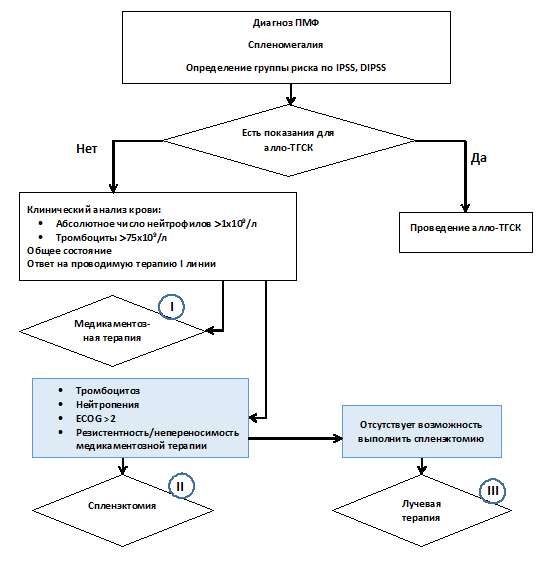 Диагноз ПМФ
Спленомегалия
Определение группы риска по IPSS, DIPSS
Есть показания для
алло-ТГСК
Нет
Да
Клинический анализ крови:
• Абсолютное число нейтрофилов >1x10⁹/л
• Тромбоциты >75x10⁹/л
Общее состояние
Ответ на проводимую терапию I линии
Проведение алло-ТГСК
I
Медикаментоз-
ная терапия
• Тромбоцитоз
• Нейтропения
• ECOG >2
• Резистентность/непереносимость
медикаментозной терапии
Отсутствует возможность
выполнить спленэктомию
II
Спленэктомия
III
Лучевая
терапия